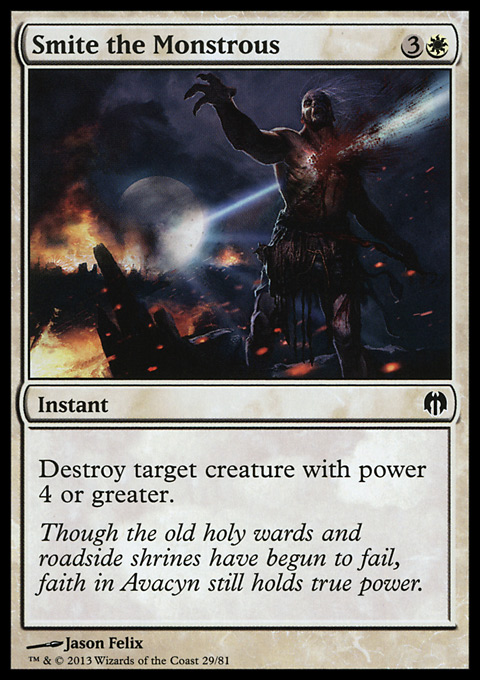 Smite the Monstrous 3
Instant
Destroy target creature with power
4 or greater.
Though the old holy wards and
roadside shrines have begun to fail,
faith in Avacyn still holds true power.
Jason Felix
™ & © 2013 Wizards of the Coast 29/81